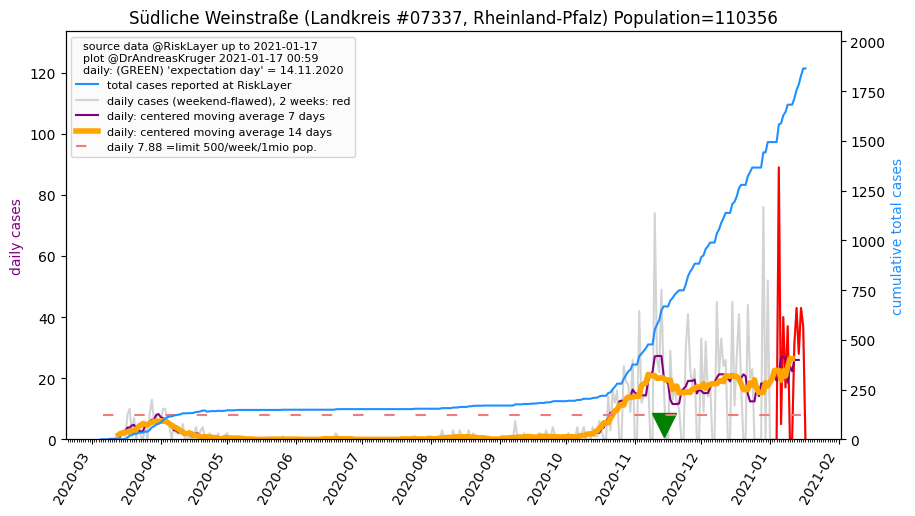 Südliche Weinstraße (Landkreis #07337, Rheinland-Pfalz) Population=110356
source data @RiskLayer up to 2021-01-17
plot @DrAndreasKruger 2021-01-17 00:59
daily: (GREEN) 'expectation day' = 14.11.2020
total cases reported at RiskLayer
daily cases (weekend-flawed), 2 weeks: red
daily: centered moving average 7 days
daily: centered moving average 14 days
daily 7.88 =limit 500/week/1mio pop.
daily cases
120
100
80
60
40
20
0
cumulative total cases
2000
1750
1500
1250
1000
750
500
250
0
2020-03
2020-04
2020-05
2020-06
2020-07
2020-08
2020-09
2020-10
2020-11
2020-12
2021-01
2021-02